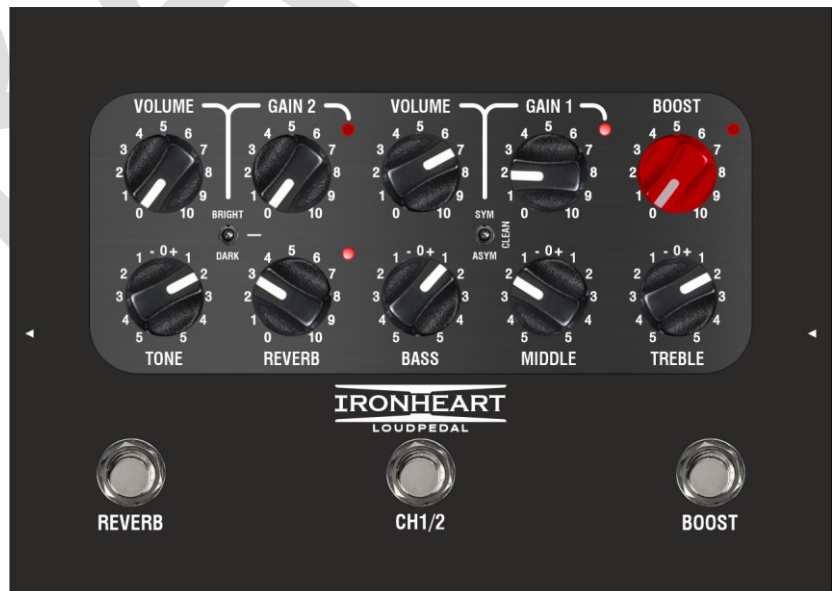 VOLUME GAIN 2 VOLUME GAIN 1 BOOST
0 1 2 3 4 5 6 7 8 9 10
0 1 2 3 4 5 6 7 8 9 10
0 1 2 3 4 5 6 7 8 9 10
0 1 2 3 4 5 6 7 8 9 10
0 1 2 3 4 5 6 7 8 9 10
BRIGHT
DARK
SYM
ASYM
CLEAN
5 4 3 2 1 - 0 + 1 2 3 4 5
0 1 2 3 4 5 6 7 8 9 10
5 4 3 2 1 - 0 + 1 2 3 4 5
5 4 3 2 1 - 0 + 1 2 3 4 5
5 4 3 2 1 - 0 + 1 2 3 4 5
TONE REVERB BASS MIDDLE TREBLE
IRONHEART
LOUDPEDAL
REVERB CH1/2 BOOST